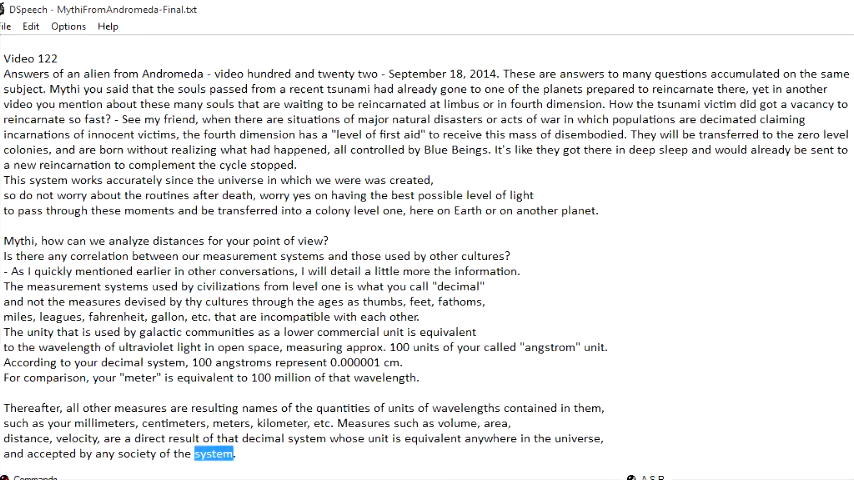 DSpeech - MythiFromAndromeda-Final.txt
ile Edit Options Help
Video 122
Answers of an alien from Andromeda - video hundred and twenty two - September 18, 2014. These are answers to many questions accumulated on the same
subject. Mythi you said that the souls passed from a recent tsunami had already gone to one of the planets prepared to reincarnate there, yet in another
video you mention about these many souls that are waiting to be reincarnated at limbus or in fourth dimension. How the tsunami victim did got a vacancy to
reincarnate so fast? - See my friend, when there are situations of major natural disasters or acts of war in which populations are decimated claiming
incarnations of innocent victims, the fourth dimension has a "level of first aid" to receive this mass of disembodied. They will be transferred to the zero level
colonies, and are born without realizing what had happened, all controlled by Blue Beings. It's like they got there in deep sleep and would already be sent to
a new reincarnation to complement the cycle stopped.
This system works accurately since the universe in which we were was created,
so do not worry about the routines after death, worry yes on having the best possible level of light
to pass through these moments and be transferred into a colony level one, here on Earth or on another planet.
Mythi, how can we analyze distances for your point of view?
Is there any correlation between our measurement systems and those used by other cultures?
- As I quickly mentioned earlier in other conversations, I will detail a little more the information.
The measurement systems used by civilizations from level one is what you call "decimal"
and not the measures devised by thy cultures through the ages as thumbs, feet, fathoms,
miles, leagues, fahrenheit, gallon, etc. that are incompatible with each other.
The unity that is used by galactic communities as a lower commercial unit is equivalent
to the wavelength of ultraviolet light in open space, measuring approx. 100 units of your called "angstrom" unit.
According to your decimal system, 100 angstroms represent 0.000001 cm.
For comparison, your "meter" is equivalent to 100 million of that wavelength.
Thereafter, all other measures are resulting names of the quantities of units of wavelengths contained in them,
such as your millimeters, centimeters, meters, kilometer, etc. Measures such as volume, area,
distance, velocity, are a direct result of that decimal system whose unit is equivalent anywhere in the universe,
and accepted by any society of the system.